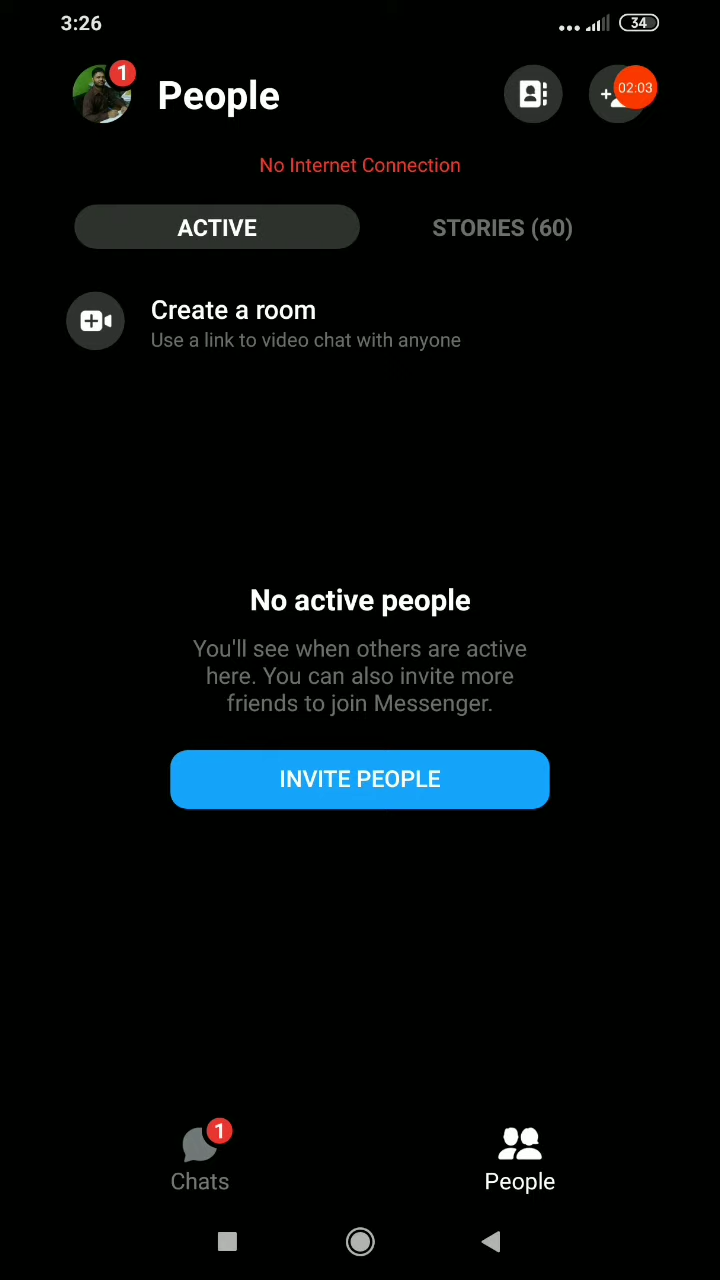 3:26
34
1
People
02:03
No Internet Connection
ACTIVE
STORIES (60)
Create a room
Use a link to video chat with anyone
No active people
You'll see when others are active
here. You can also invite more
friends to join Messenger.
INVITE PEOPLE
1
Chats
People